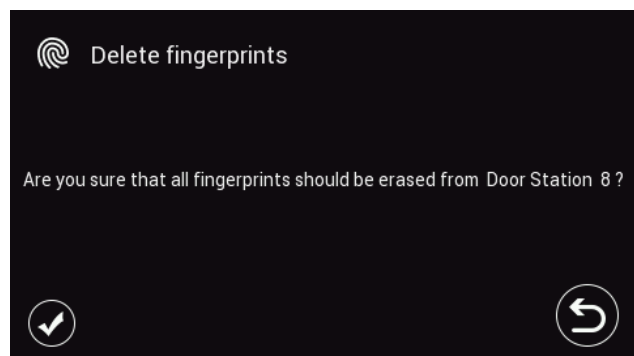 Delete fingerprints
Are you sure that all fingerprints should be erased from Door Station 8 ?